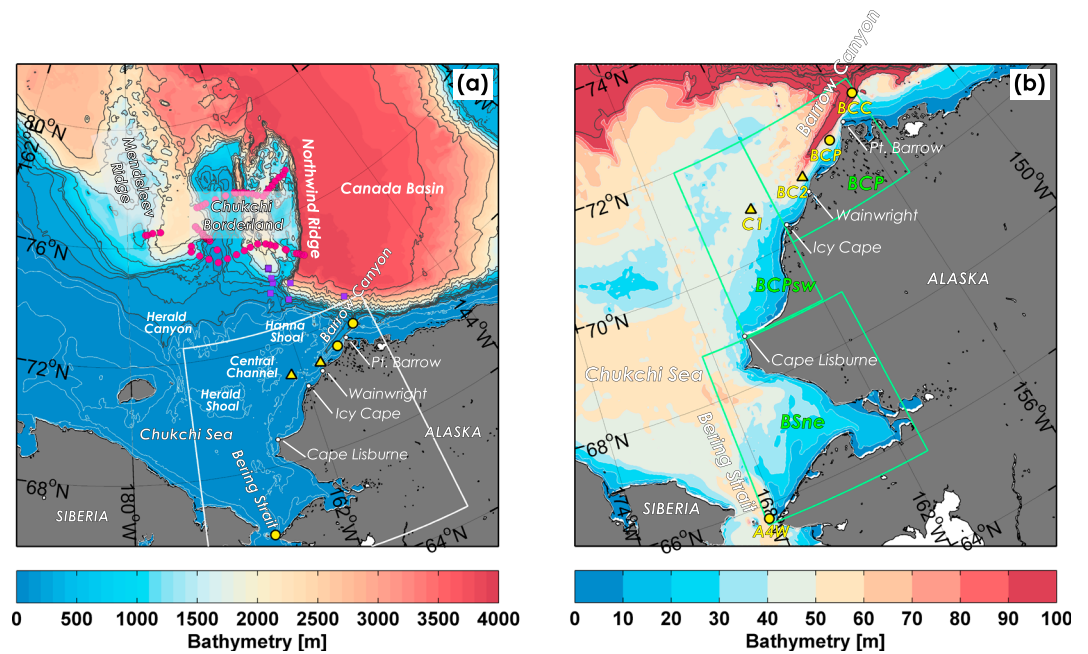 (a)
80°N
162°E
Mendeleev
Ridge
Chukchi
Borderland
Northwind Ridge
Canada Basin
76°N
Herald
Canyon
Hanna
Shoal
Barrow Canyon
144°W
Pt. Barrow
72°N
Central
Channel
Wainwright
Herald
Shoal
Icy Cape
Chukchi Sea
ALASKA
Cape Lisburne
68°N
Bering Strait
SIBERIA
180°W
162°W
64°N
0 500 1000 1500 2000 2500 3000 3500 4000
Bathymetry [m]
(b)
74°N
Barrow Canyon
BCC
Pt. Barrow
BCP
BCP
150°W
BC2
72°N
C1
Wainwright
Icy Cape
ALASKA
BCPsw
70°N
Cape Lisburne
Chukchi Sea
156°W
BSne
68°N
Bering Strait
174°W
SIBERIA
168°W
162°W
A4W
66°N
64°N
0 10 20 30 40 50 60 70 80 90 100
Bathymetry [m]